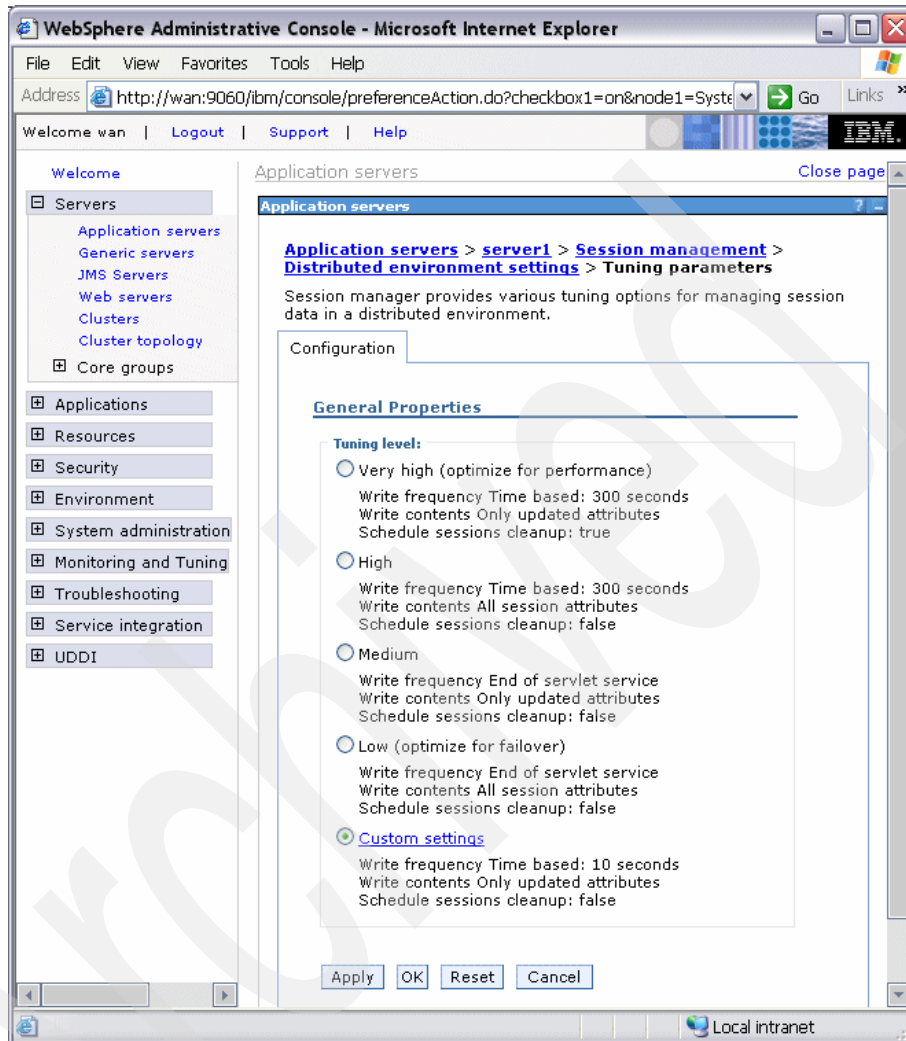 WebSphere Administrative Console - Microsoft Internet Explorer
File Edit View Favorites Tools Help
Address http://wan:9060/ibm/console/preferenceAction.do?checkbox1=on&node1=Syste Go Links »
Welcome wan | Logout | Support | Help IBM.
Welcome
Servers
Application servers
Generic servers
JMS Servers
Web servers
Clusters
Cluster topology
Core groups
Applications
Resources
Security
Environment
System administration
Monitoring and Tuning
Troubleshooting
Service integration
UDDI
Application servers Close page
Application servers ? –
Application servers > server1 > Session management >
Distributed environment settings > Tuning parameters
Session manager provides various tuning options for managing session
data in a distributed environment.
Configuration
General Properties
Tuning level:
Very high (optimize for performance)
Write frequency Time based: 300 seconds
Write contents Only updated attributes
Schedule sessions cleanup: true
High
Write frequency Time based: 300 seconds
Write contents All session attributes
Schedule sessions cleanup: false
Medium
Write frequency End of servlet service
Write contents Only updated attributes
Schedule sessions cleanup: false
Low (optimize for failover)
Write frequency End of servlet service
Write contents All session attributes
Schedule sessions cleanup: false
Custom settings
Write frequency Time based: 10 seconds
Write contents Only updated attributes
Schedule sessions cleanup: false
Apply OK Reset Cancel
Local intranet
rchived